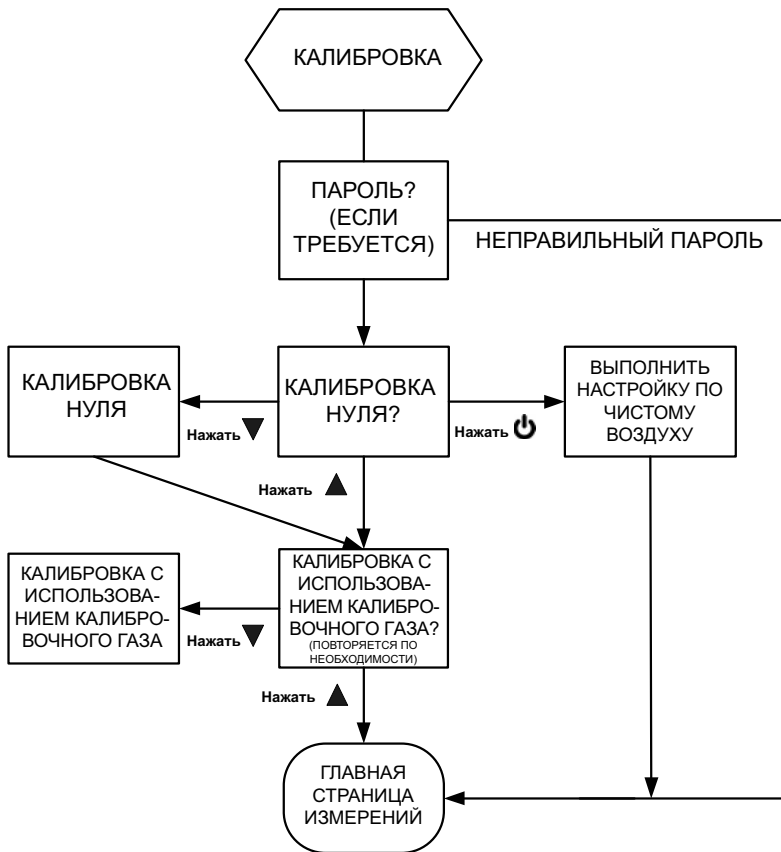 КАЛИБРОВКА
ПАРОЛЬ?
(ЕСЛИ
ТРЕБУЕТСЯ)
НЕПРАВИЛЬНЫЙ ПАРОЛЬ
КАЛИБРОВКА
НУЛЯ
Нажать
КАЛИБРОВКА
НУЛЯ?
Нажать
ВЫПОЛНИТЬ
НАСТРОЙКУ ПО
ЧИСТОМУ
ВОЗДУХУ
Нажать
КАЛИБРОВКА С
ИСПОЛЬЗОВА-
НИЕМ КАЛИБРО-
ВОЧНОГО ГАЗА
Нажать
КАЛИБРОВКА С
ИСПОЛЬЗОВА-
НИЕМ КАЛИБРО-
ВОЧНОГО ГАЗА?
(ПОВТОРЯЕТСЯ ПО
НЕОБХОДИМОСТИ)
Нажать
ГЛАВНАЯ
СТРАНИЦА
ИЗМЕРЕНИЙ